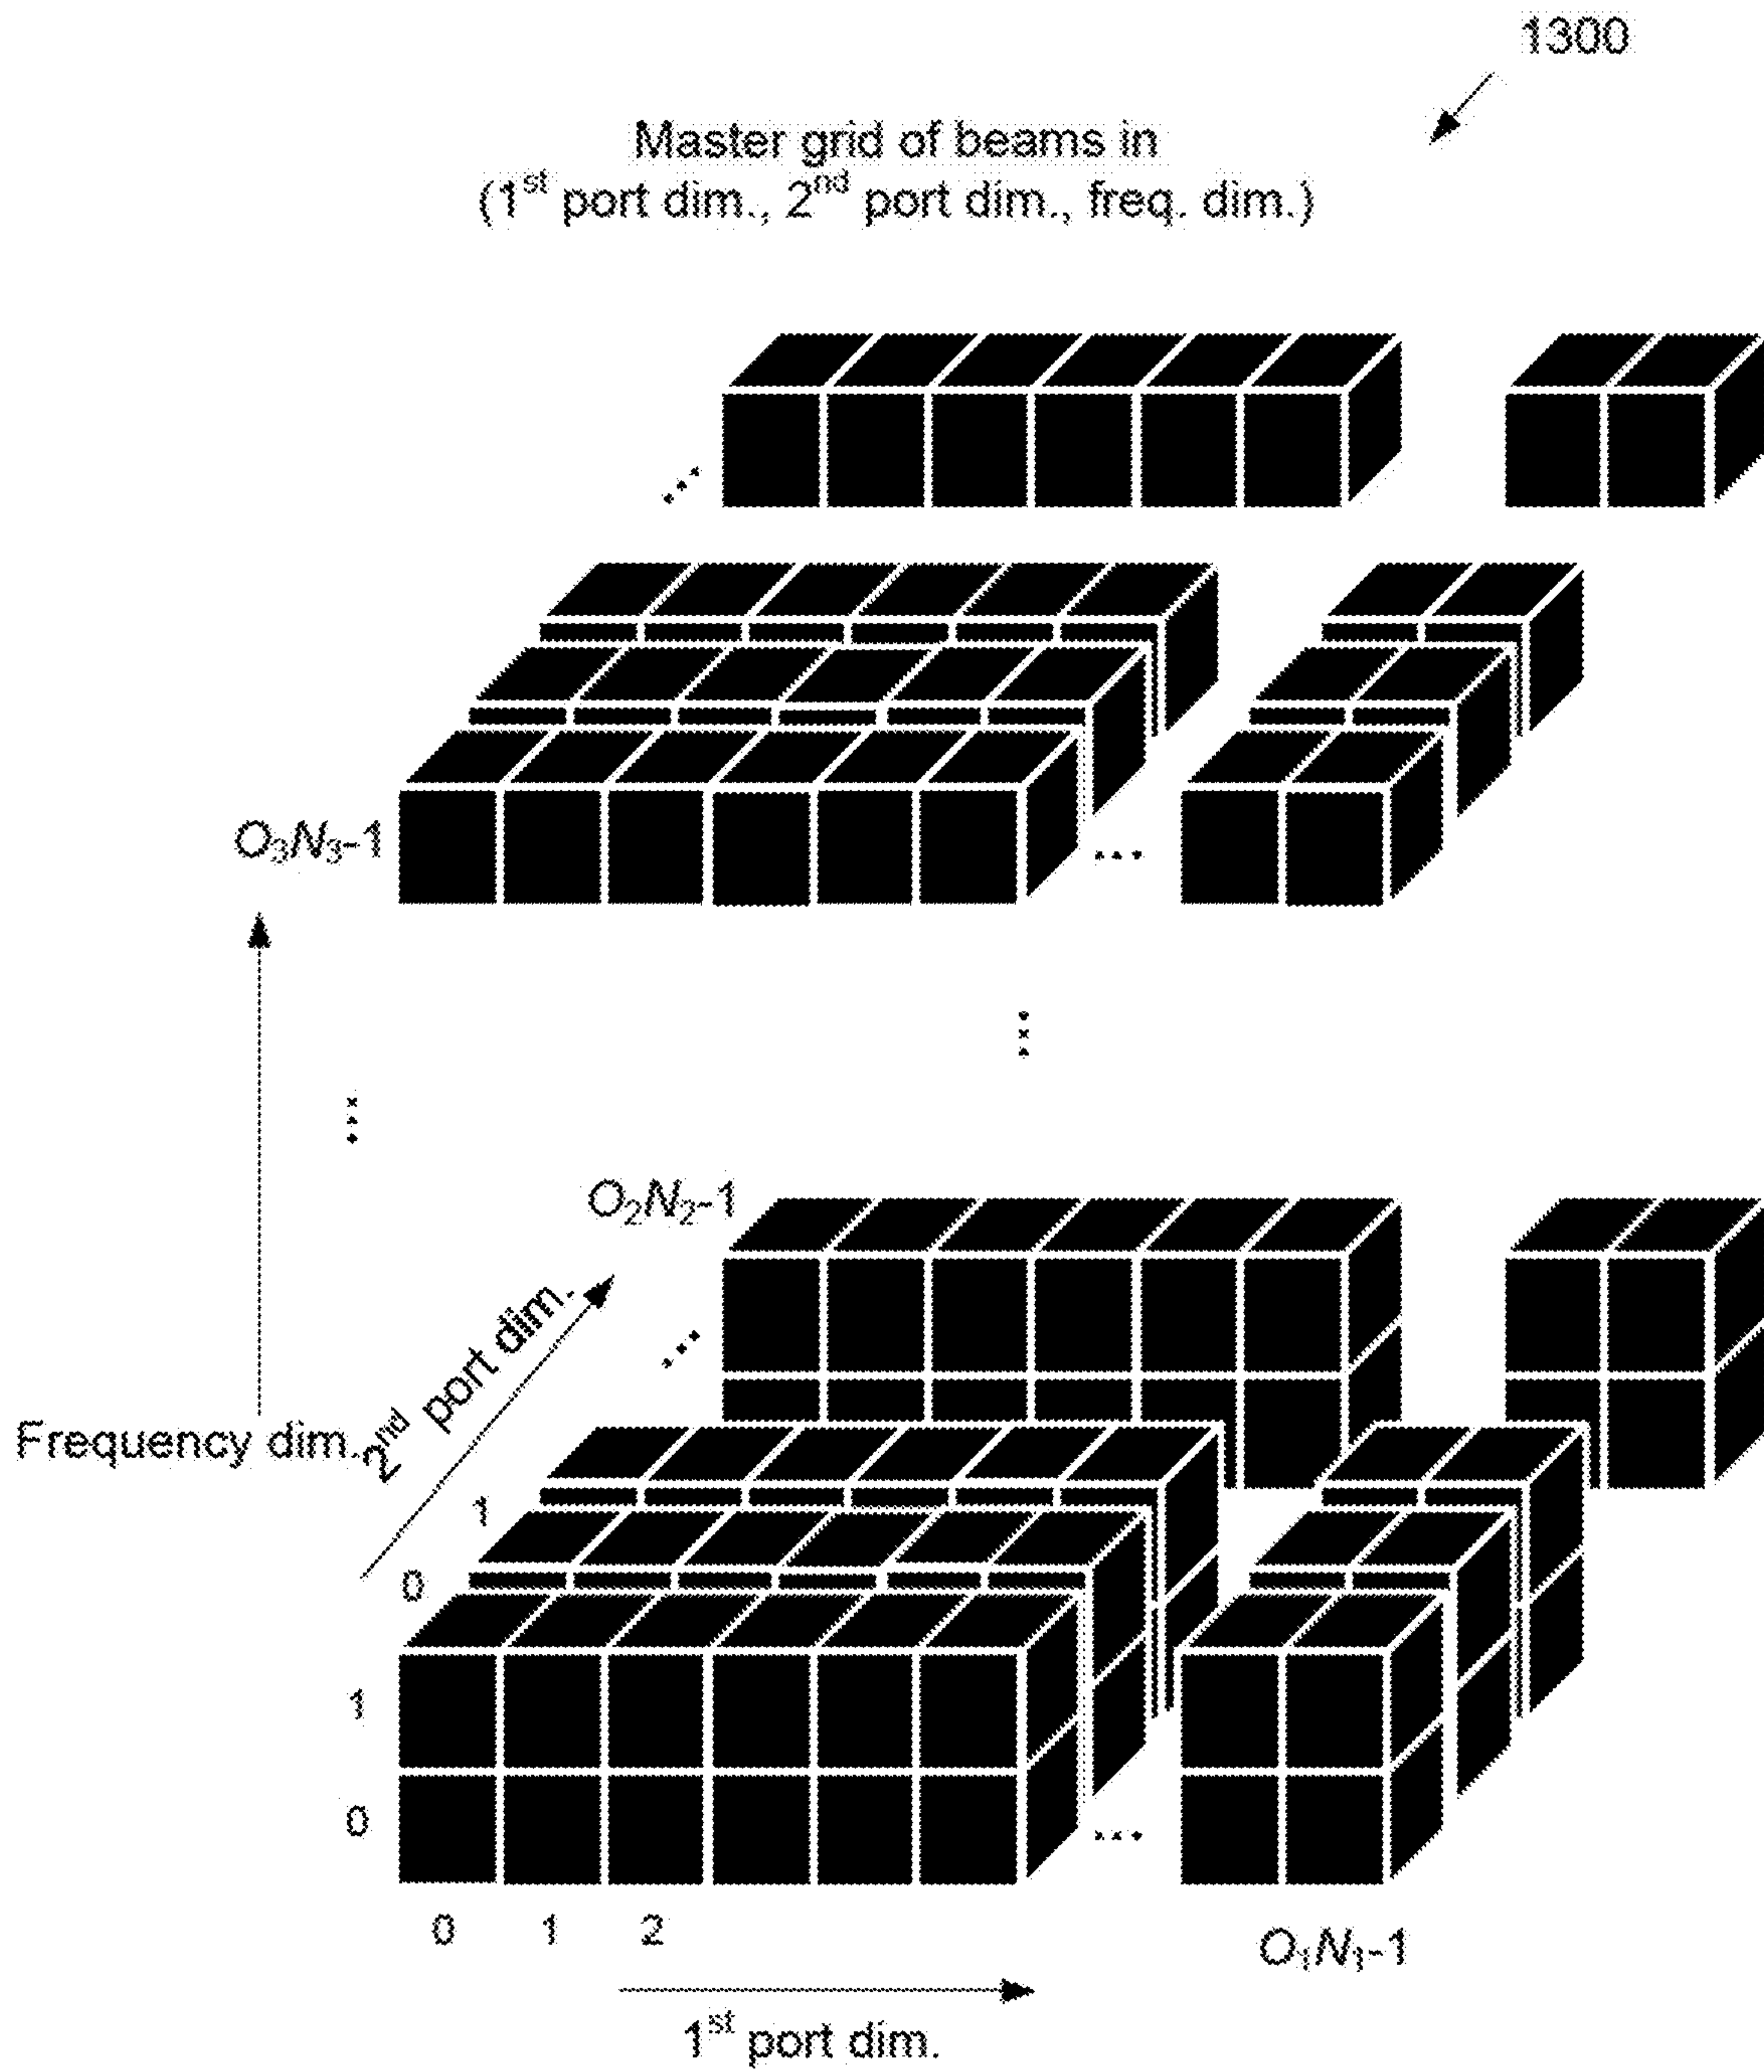 1300
Master grid of beams in
(1st port dim., 2nd port dim., freq. dim.)
...
O3N3-1
...
...
...
O2N2-1
...
2nd port dim.
Frequency dim.
1
0
1
0
...
0 1 2
O1N1-1
1st port dim.